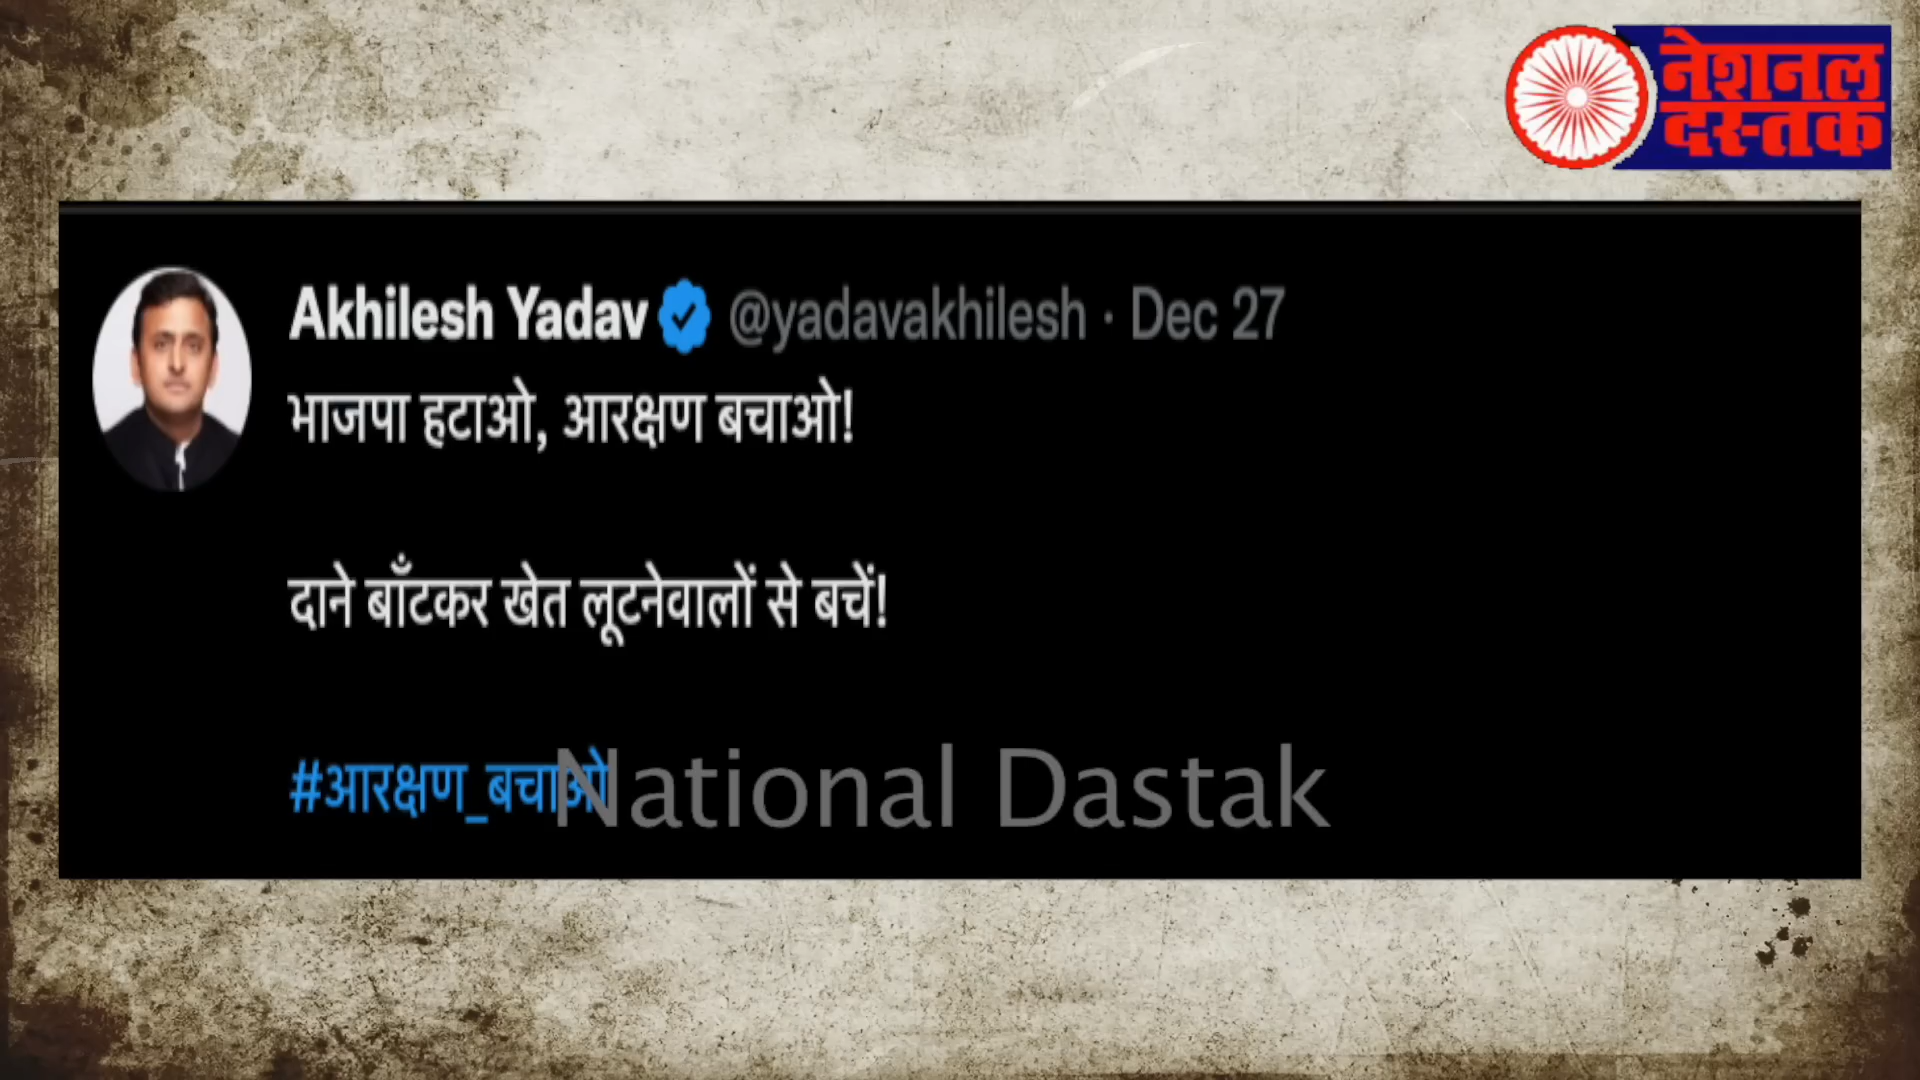 नेशनल
दस्तक
Akhilesh Yadav @yadavakhilesh · Dec 27
भाजपा हटाओ, आरक्षण बचाओ!
दाने बाँटकर खेत लूटनेवालों से बचें!
#आरक्षण_बचाओ
National Dastak